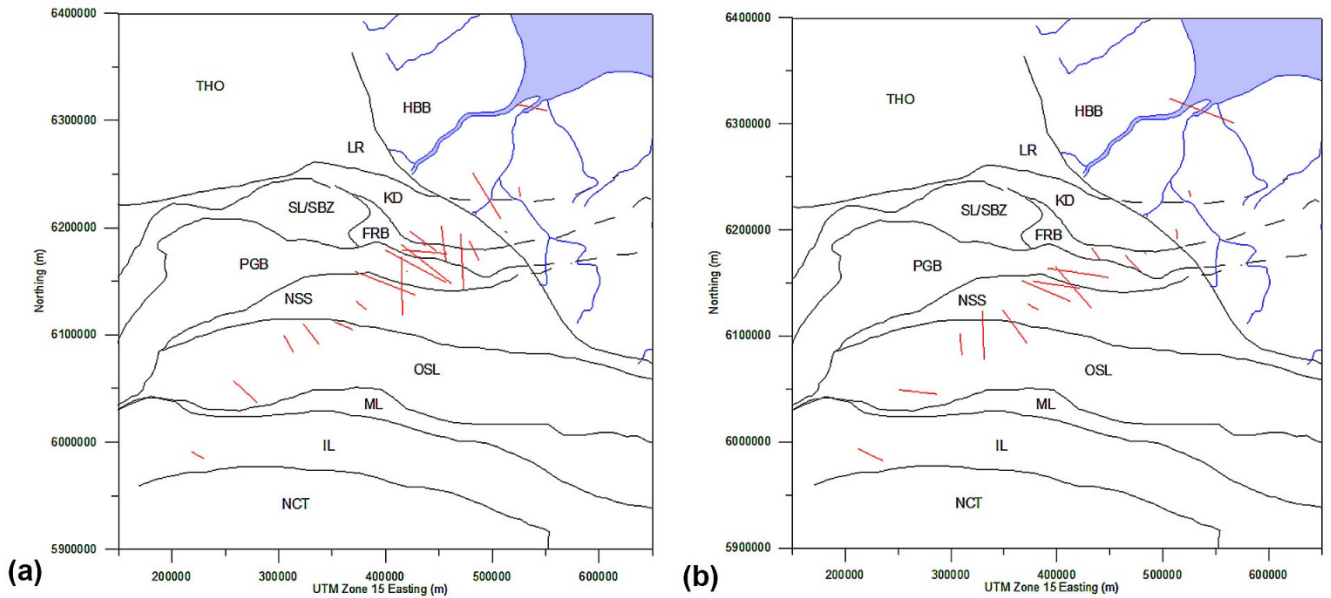 6400000
THO
HBB
6300000
LR
KD
SL/SBZ
6200000
FRB
PGB
Northing (m)
NSS
6100000
OSL
ML
6000000
IL
NCT
5900000
200000 300000 400000 500000 600000
UTM Zone 15 Easting (m)
(a)
6400000
THO
HBB
6300000
LR
KD
SL/SBZ
6200000
FRB
PGB
Northing (m)
NSS
6100000
OSL
ML
6000000
IL
NCT
5900000
200000 300000 400000 500000 600000
UTM Zone 15 Easting (m)
(b)